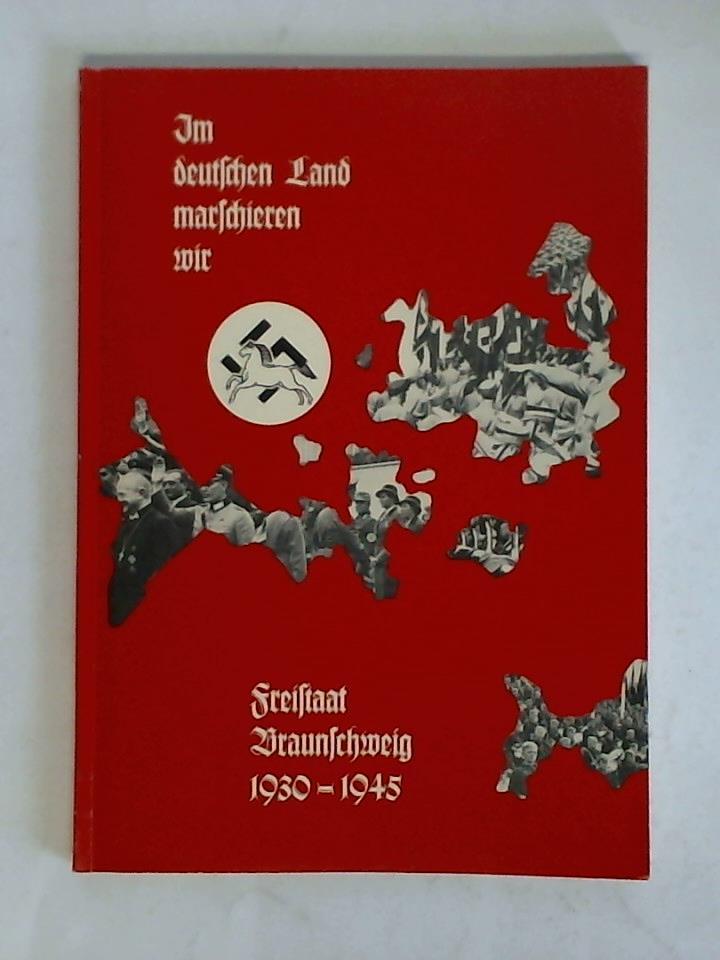 Im
deutschen Land
marschieren
wir
Freistaat
Braunschweig
1930-1945